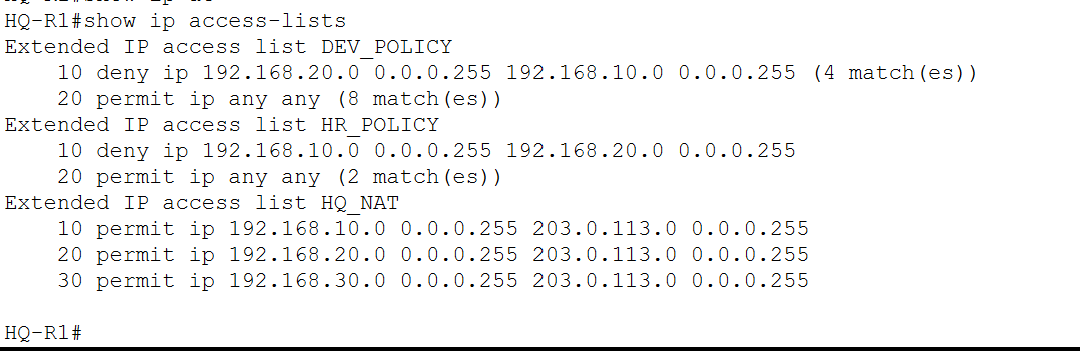 HQ-R1#show ip access-lists
Extended IP access list DEV_POLICY
    10 deny ip 192.168.20.0 0.0.0.255 192.168.10.0 0.0.0.255 (4 match(es))
    20 permit ip any any (8 match(es))
Extended IP access list HR_POLICY
    10 deny ip 192.168.10.0 0.0.0.255 192.168.20.0 0.0.0.255
    20 permit ip any any (2 match(es))
Extended IP access list HQ_NAT
    10 permit ip 192.168.10.0 0.0.0.255 203.0.113.0 0.0.0.255
    20 permit ip 192.168.20.0 0.0.0.255 203.0.113.0 0.0.0.255
    30 permit ip 192.168.30.0 0.0.0.255 203.0.113.0 0.0.0.255
HQ-R1#